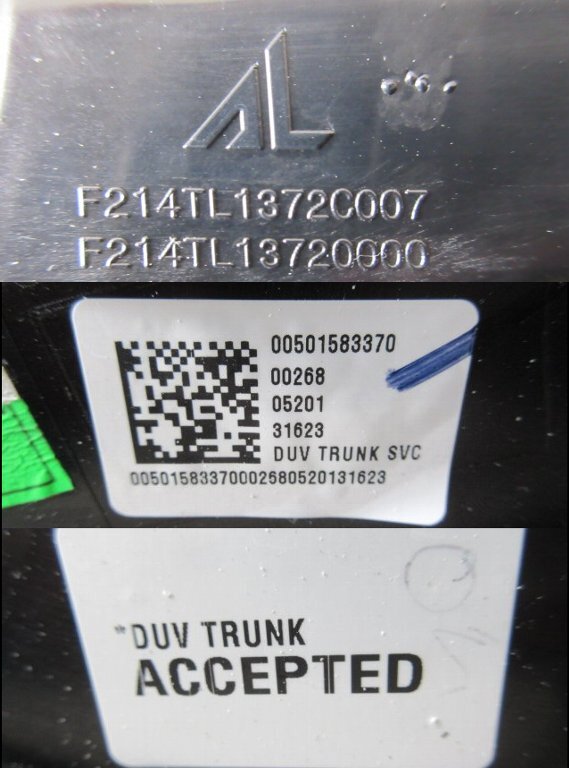 AL
F214TL1372C007
F214TL13720000
00501583370
00268
05201
31623
DUV TRUNK SVC
00501583370002680520131623
*DUV TRUNK
ACCEPTED